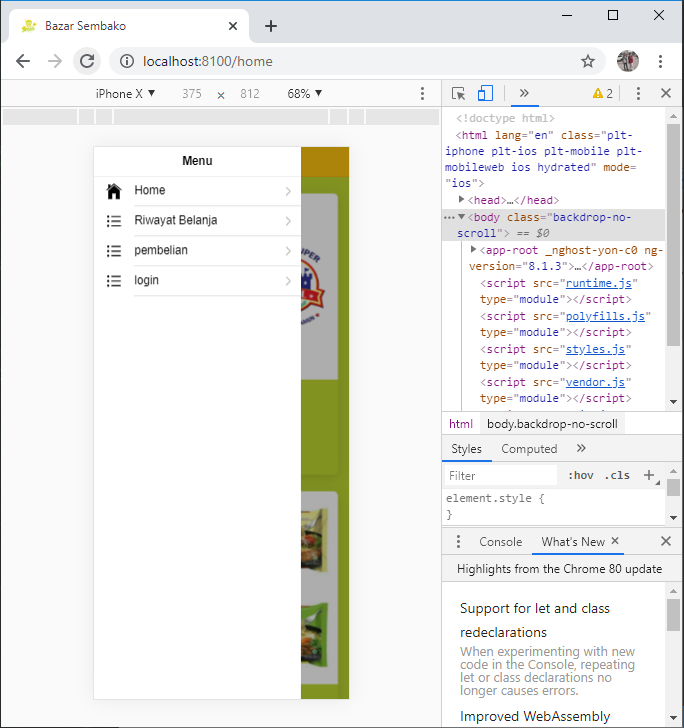 Bazar Sembako
localhost:8100/home
iPhone X ▼ 375 × 812 68% ▼
» 2
<!doctype html>
<html lang="en" class="plt-
iphone plt-ios plt-mobile plt-
mobileweb ios hydrated" mode=
"ios">
<head>…</head>
<body class="backdrop-no-
scroll"> == $0
<app-root _nghost-yon-c0 ng-
version="8.1.3">…</app-root>
<script src="runtime.js"
type="module"></script>
<script src="polyfills.js"
type="module"></script>
<script src="styles.js"
type="module"></script>
<script src="vendor.js"
type="module"></script>
html body.backdrop-no-scroll
Styles Computed »
Filter :hov .cls +
element.style {
}
Console What's New ×
Highlights from the Chrome 80 update
Support for let and class
redeclarations
When experimenting with new
code in the Console, repeating
let or class declarations no
longer causes errors.
Improved WebAssembly
Menu
Home
Riwayat Belanja
pembelian
login